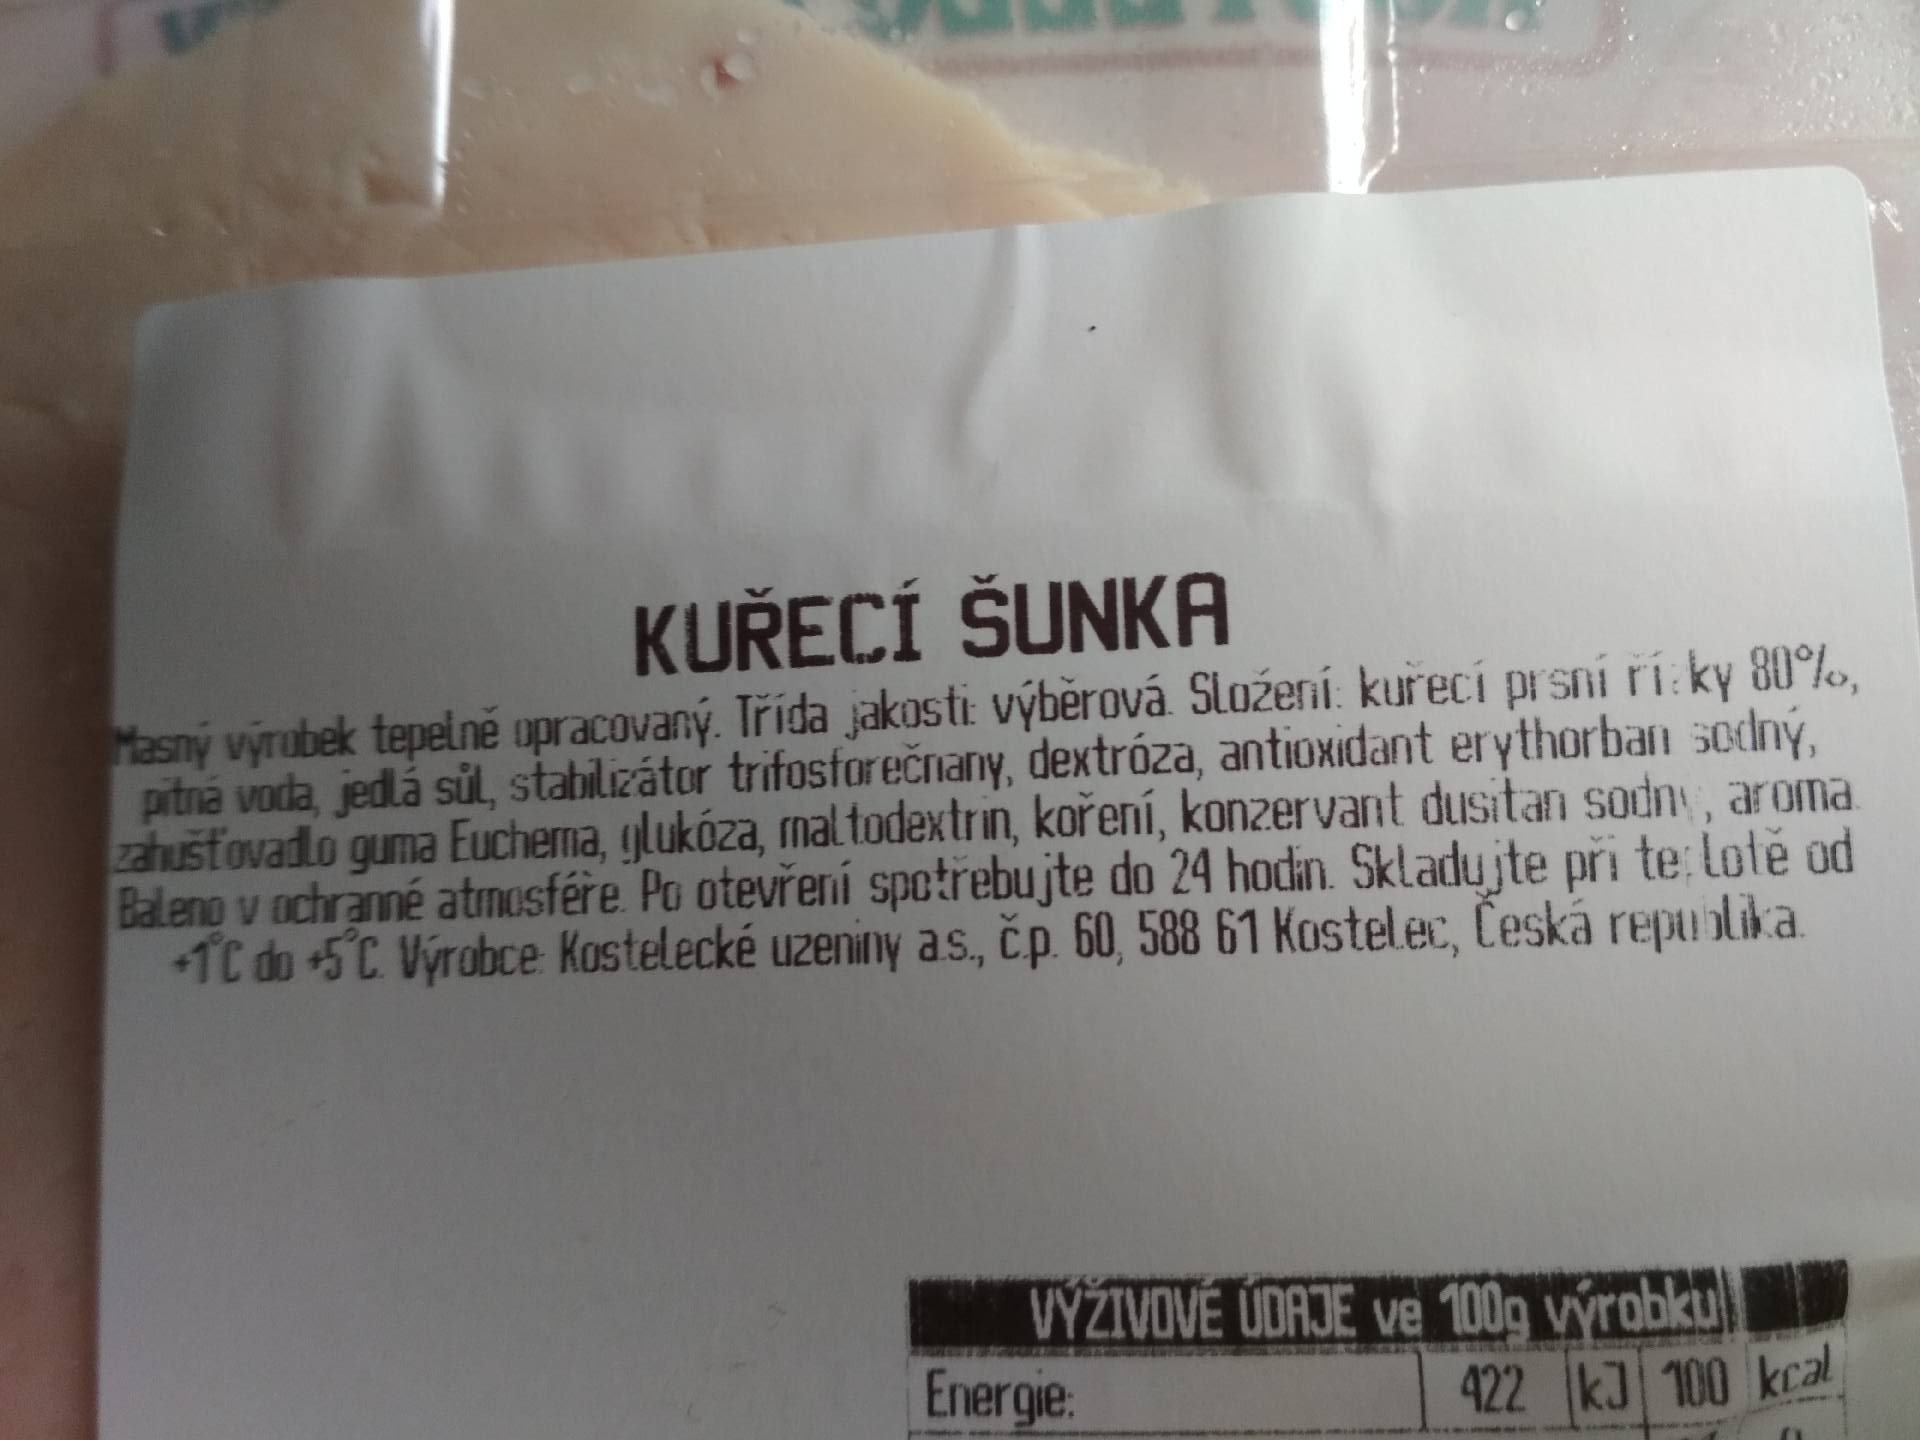 KUŘECÍ ŠUNKA
Masný výrobek tepelně opracovaný. Třída jakosti: výběrová. Složení: kuřecí prsní řízky 80%,
pitná voda, jedlá sůl, stabilizátor trifosforečnany, dextróza, antioxidant erythorban sodný,
zahušťovadlo guma Euchema, glukóza, maltodextrin, koření, konzervant dusitan sodný, aroma.
Baleno v ochranné atmosféře. Po otevření spotřebujte do 24 hodin. Skladujte při teplotě od
+1°C do +5°C. Výrobce: Kostelecké uzeniny a.s., č.p. 60, 588 61 Kostelec, Česká republika.
VÝŽIVOVÉ ÚDAJE ve 100g výrobku
Energie: 422 kJ 100 kcal